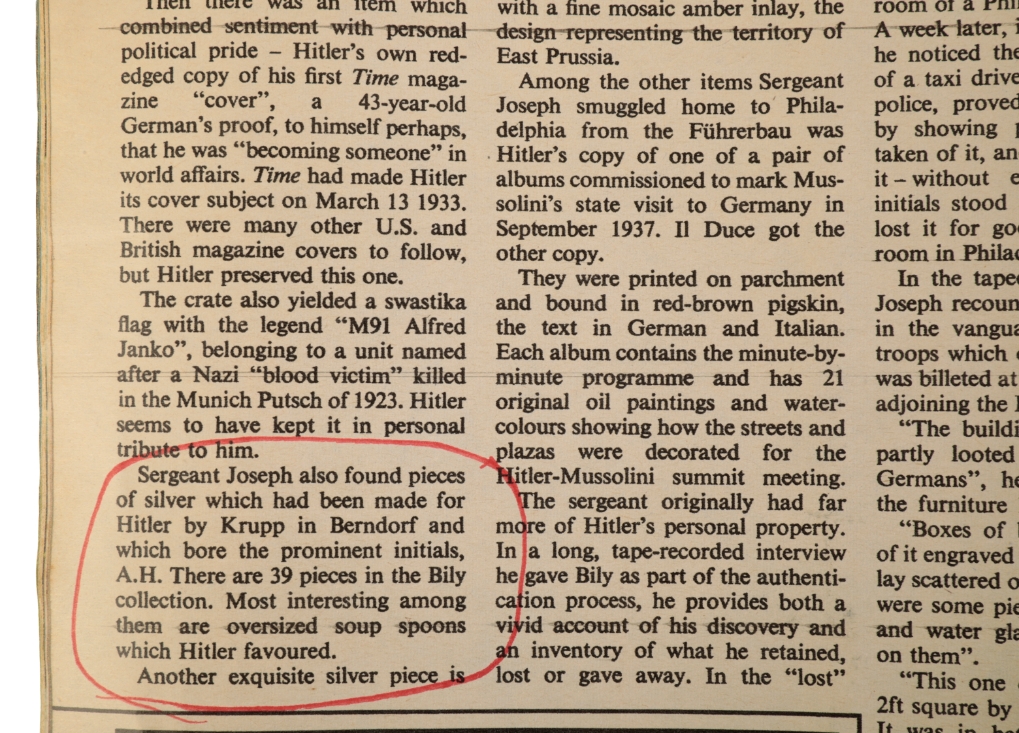 Then there was an item which
combined sentiment with personal
political pride – Hitler's own red-
edged copy of his first Time maga-
zine "cover", a 43-year-old
German's proof, to himself perhaps,
that he was "becoming someone" in
world affairs. Time had made Hitler
its cover subject on March 13 1933.
There were many other U.S. and
British magazine covers to follow,
but Hitler preserved this one.
The crate also yielded a swastika
flag with the legend "M91 Alfred
Janko", belonging to a unit named
after a Nazi "blood victim" killed
in the Munich Putsch of 1923. Hitler
seems to have kept it in personal
tribute to him.
Sergeant Joseph also found pieces
of silver which had been made for
Hitler by Krupp in Berndorf and
which bore the prominent initials,
A.H. There are 39 pieces in the Bily
collection. Most interesting among
them are oversized soup spoons
which Hitler favoured.
Another exquisite silver piece is
with a fine mosaic amber inlay, the
design representing the territory of
East Prussia.
Among the other items Sergeant
Joseph smuggled home to Phila-
delphia from the Führerbau was
Hitler's copy of one of a pair of
albums commissioned to mark Mus-
solini's state visit to Germany in
September 1937. Il Duce got the
other copy.
They were printed on parchment
and bound in red-brown pigskin,
the text in German and Italian.
Each album contains the minute-by-
minute programme and has 21
original oil paintings and water-
colours showing how the streets and
plazas were decorated for the
Hitler-Mussolini summit meeting.
The sergeant originally had far
more of Hitler's personal property.
In a long, tape-recorded interview
he gave Bily as part of the authenti-
cation process, he provides both a
vivid account of his discovery and
an inventory of what he retained,
lost or gave away. In the "lost"
room of a
A week later,
he noticed the
of a taxi drive
police, proved
by showing
taken of it, an
it – without
initials stood
lost it for go
room in Philad
In the tape
Joseph recoun
in the vangua
troops which
was billeted at
adjoining the
"The buildi
partly looted
Germans", he
the furniture
"Boxes of
of it engraved
lay scattered o
were some pie
and water gla
on them".
"This one
2ft square by
It was in